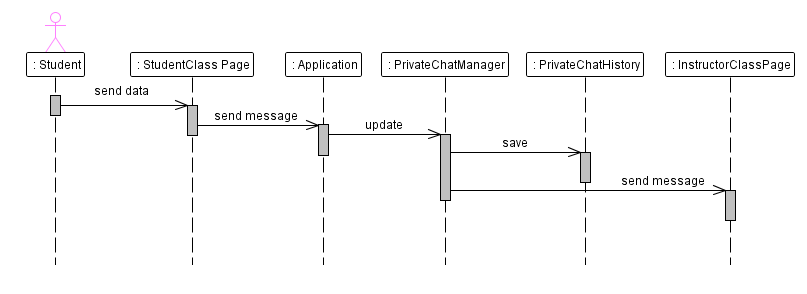 : Student
: StudentClass Page
: Application
: PrivateChatManager
: PrivateChatHistory
: InstructorClassPage
send data
send message
update
save
send message